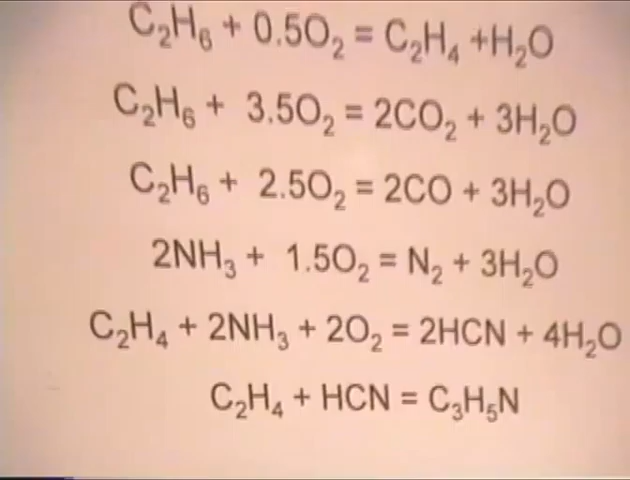 C₂H₆ + 0.5O₂ = C₂H₄ +H₂O
C₂H₆ + 3.5O₂ = 2CO₂ + 3H₂O
C₂H₆ + 2.5O₂ = 2CO + 3H₂O
2NH₃ + 1.5O₂ = N₂ + 3H₂O
C₂H₄ + 2NH₃ + 2O₂ = 2HCN + 4H₂O
C₂H₄ + HCN = C₃H₅N